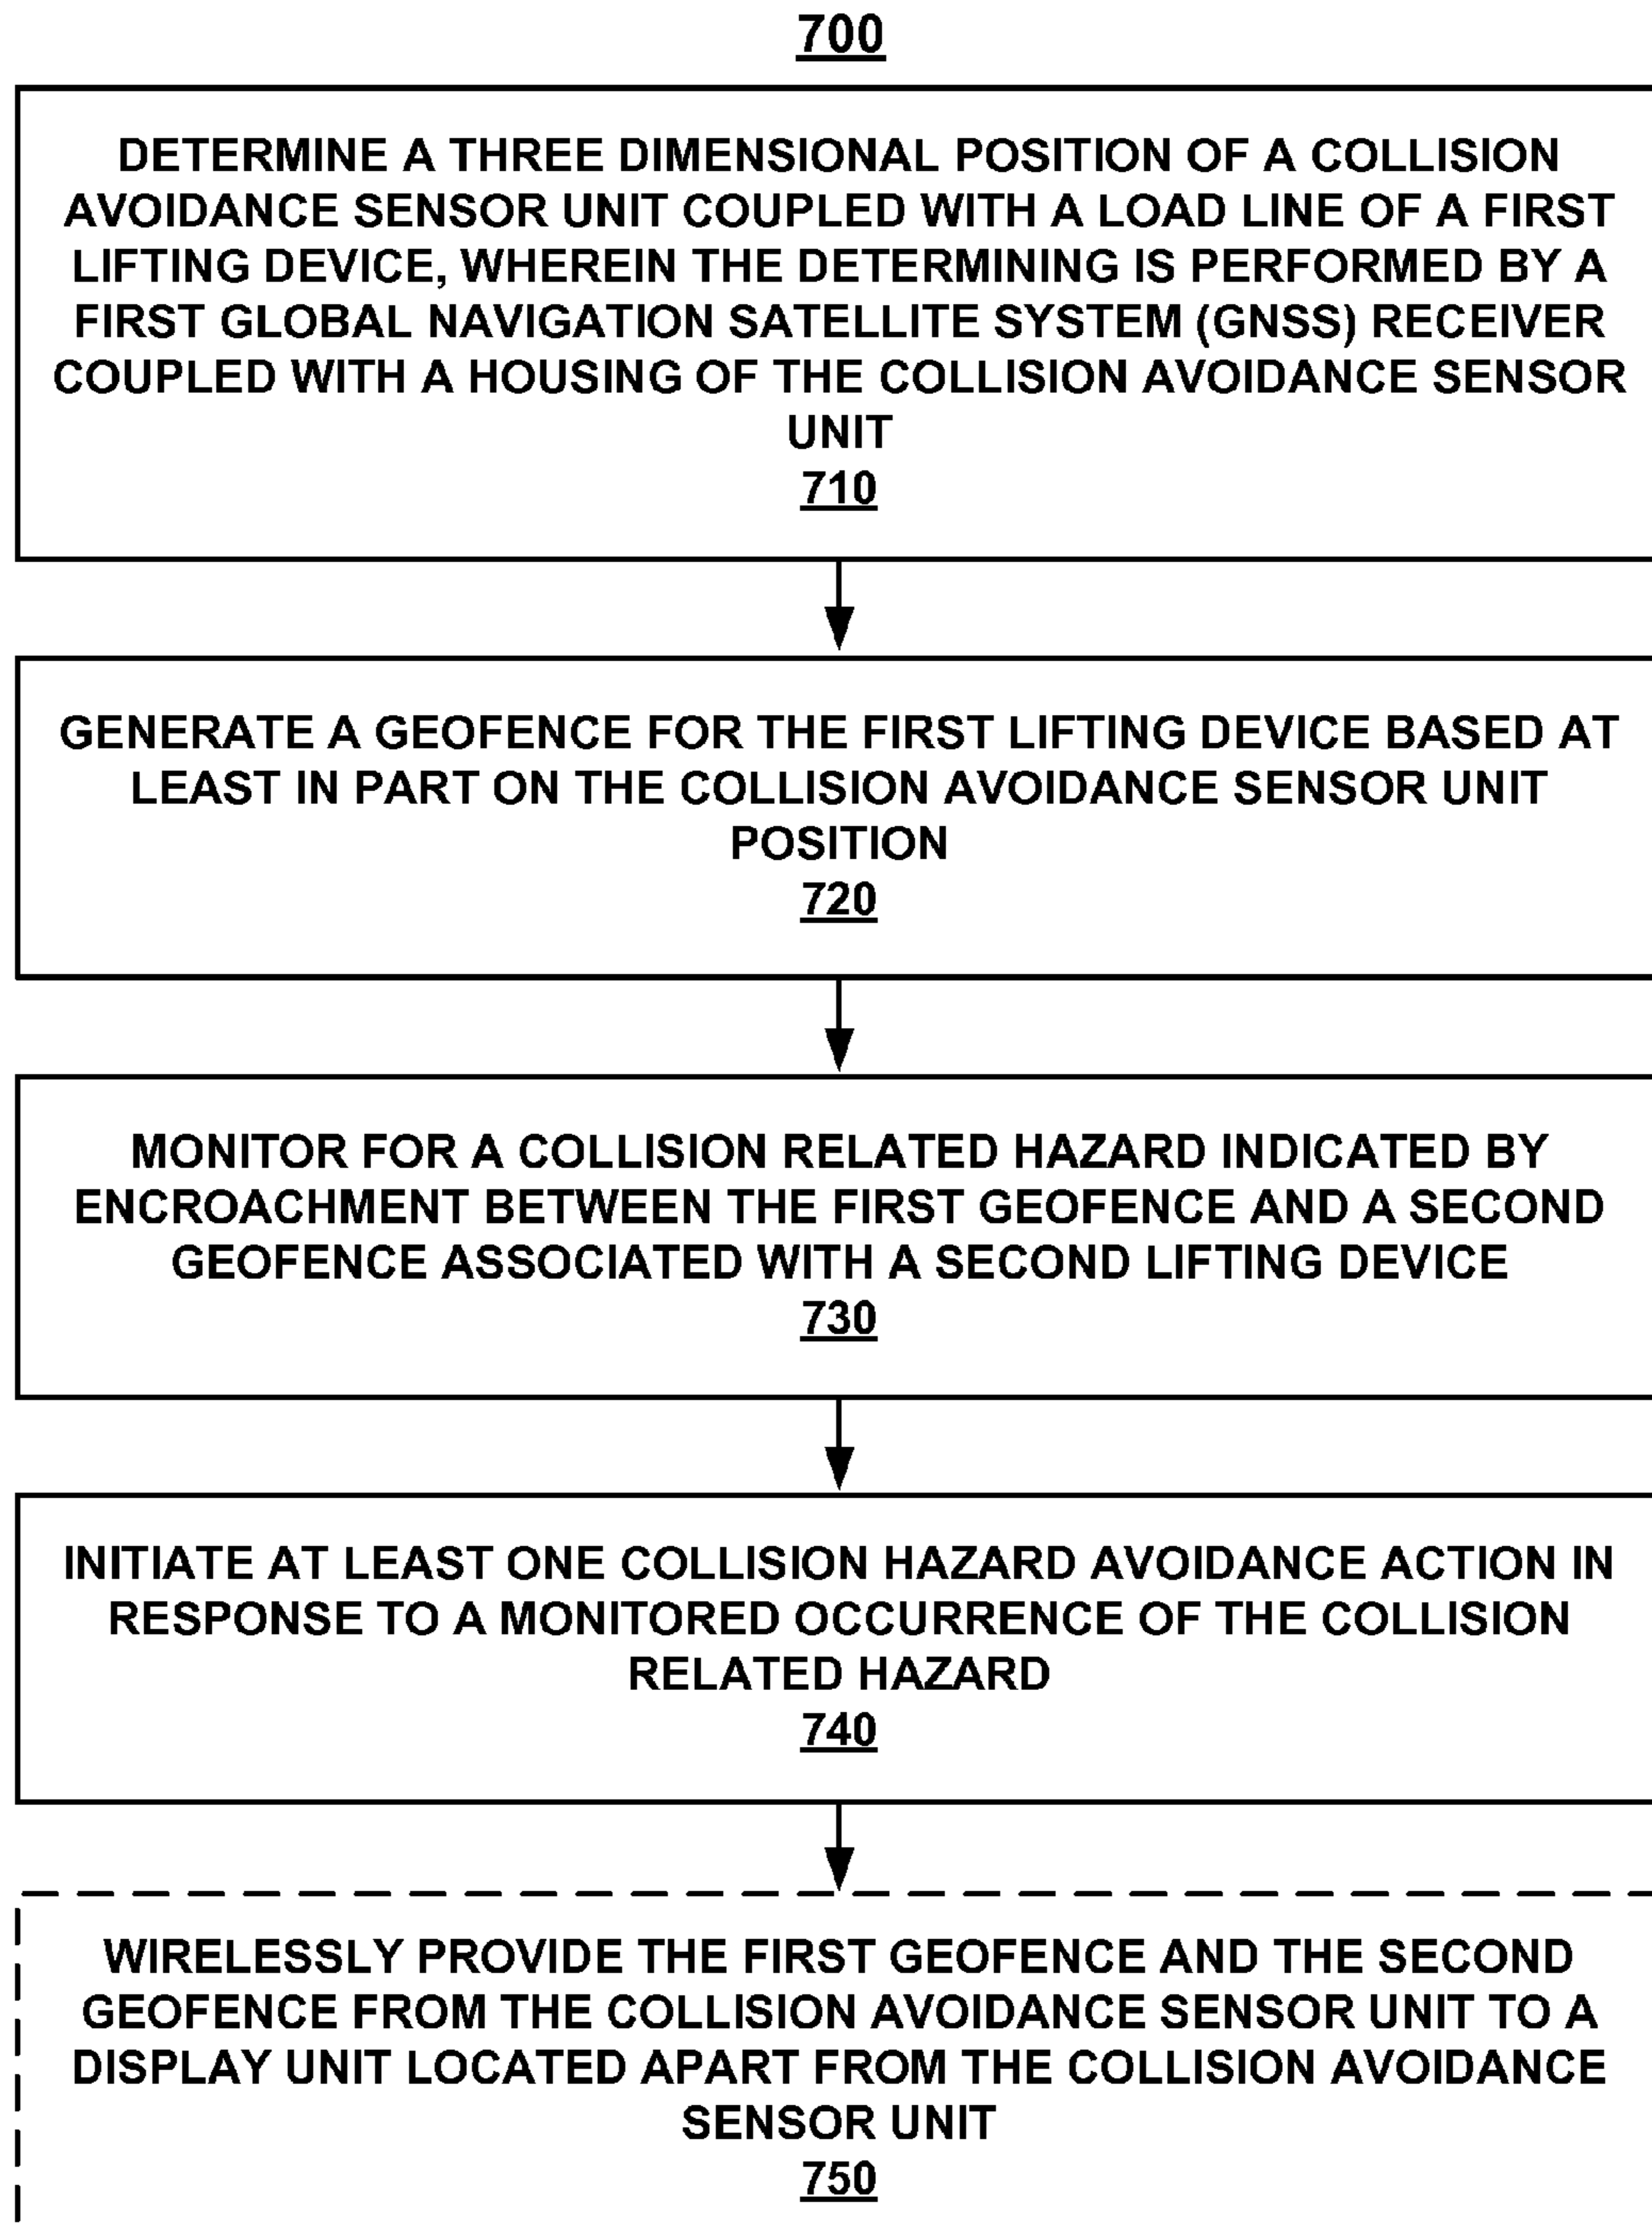 700
DETERMINE A THREE DIMENSIONAL POSITION OF A COLLISION
AVOIDANCE SENSOR UNIT COUPLED WITH A LOAD LINE OF A FIRST
LIFTING DEVICE, WHEREIN THE DETERMINING IS PERFORMED BY A
FIRST GLOBAL NAVIGATION SATELLITE SYSTEM (GNSS) RECEIVER
COUPLED WITH A HOUSING OF THE COLLISION AVOIDANCE SENSOR
UNIT
710
GENERATE A GEOFENCE FOR THE FIRST LIFTING DEVICE BASED AT
LEAST IN PART ON THE COLLISION AVOIDANCE SENSOR UNIT
POSITION
720
MONITOR FOR A COLLISION RELATED HAZARD INDICATED BY
ENCROACHMENT BETWEEN THE FIRST GEOFENCE AND A SECOND
GEOFENCE ASSOCIATED WITH A SECOND LIFTING DEVICE
730
INITIATE AT LEAST ONE COLLISION HAZARD AVOIDANCE ACTION IN
RESPONSE TO A MONITORED OCCURRENCE OF THE COLLISION
RELATED HAZARD
740
WIRELESSLY PROVIDE THE FIRST GEOFENCE AND THE SECOND
GEOFENCE FROM THE COLLISION AVOIDANCE SENSOR UNIT TO A
DISPLAY UNIT LOCATED APART FROM THE COLLISION AVOIDANCE
SENSOR UNIT
750